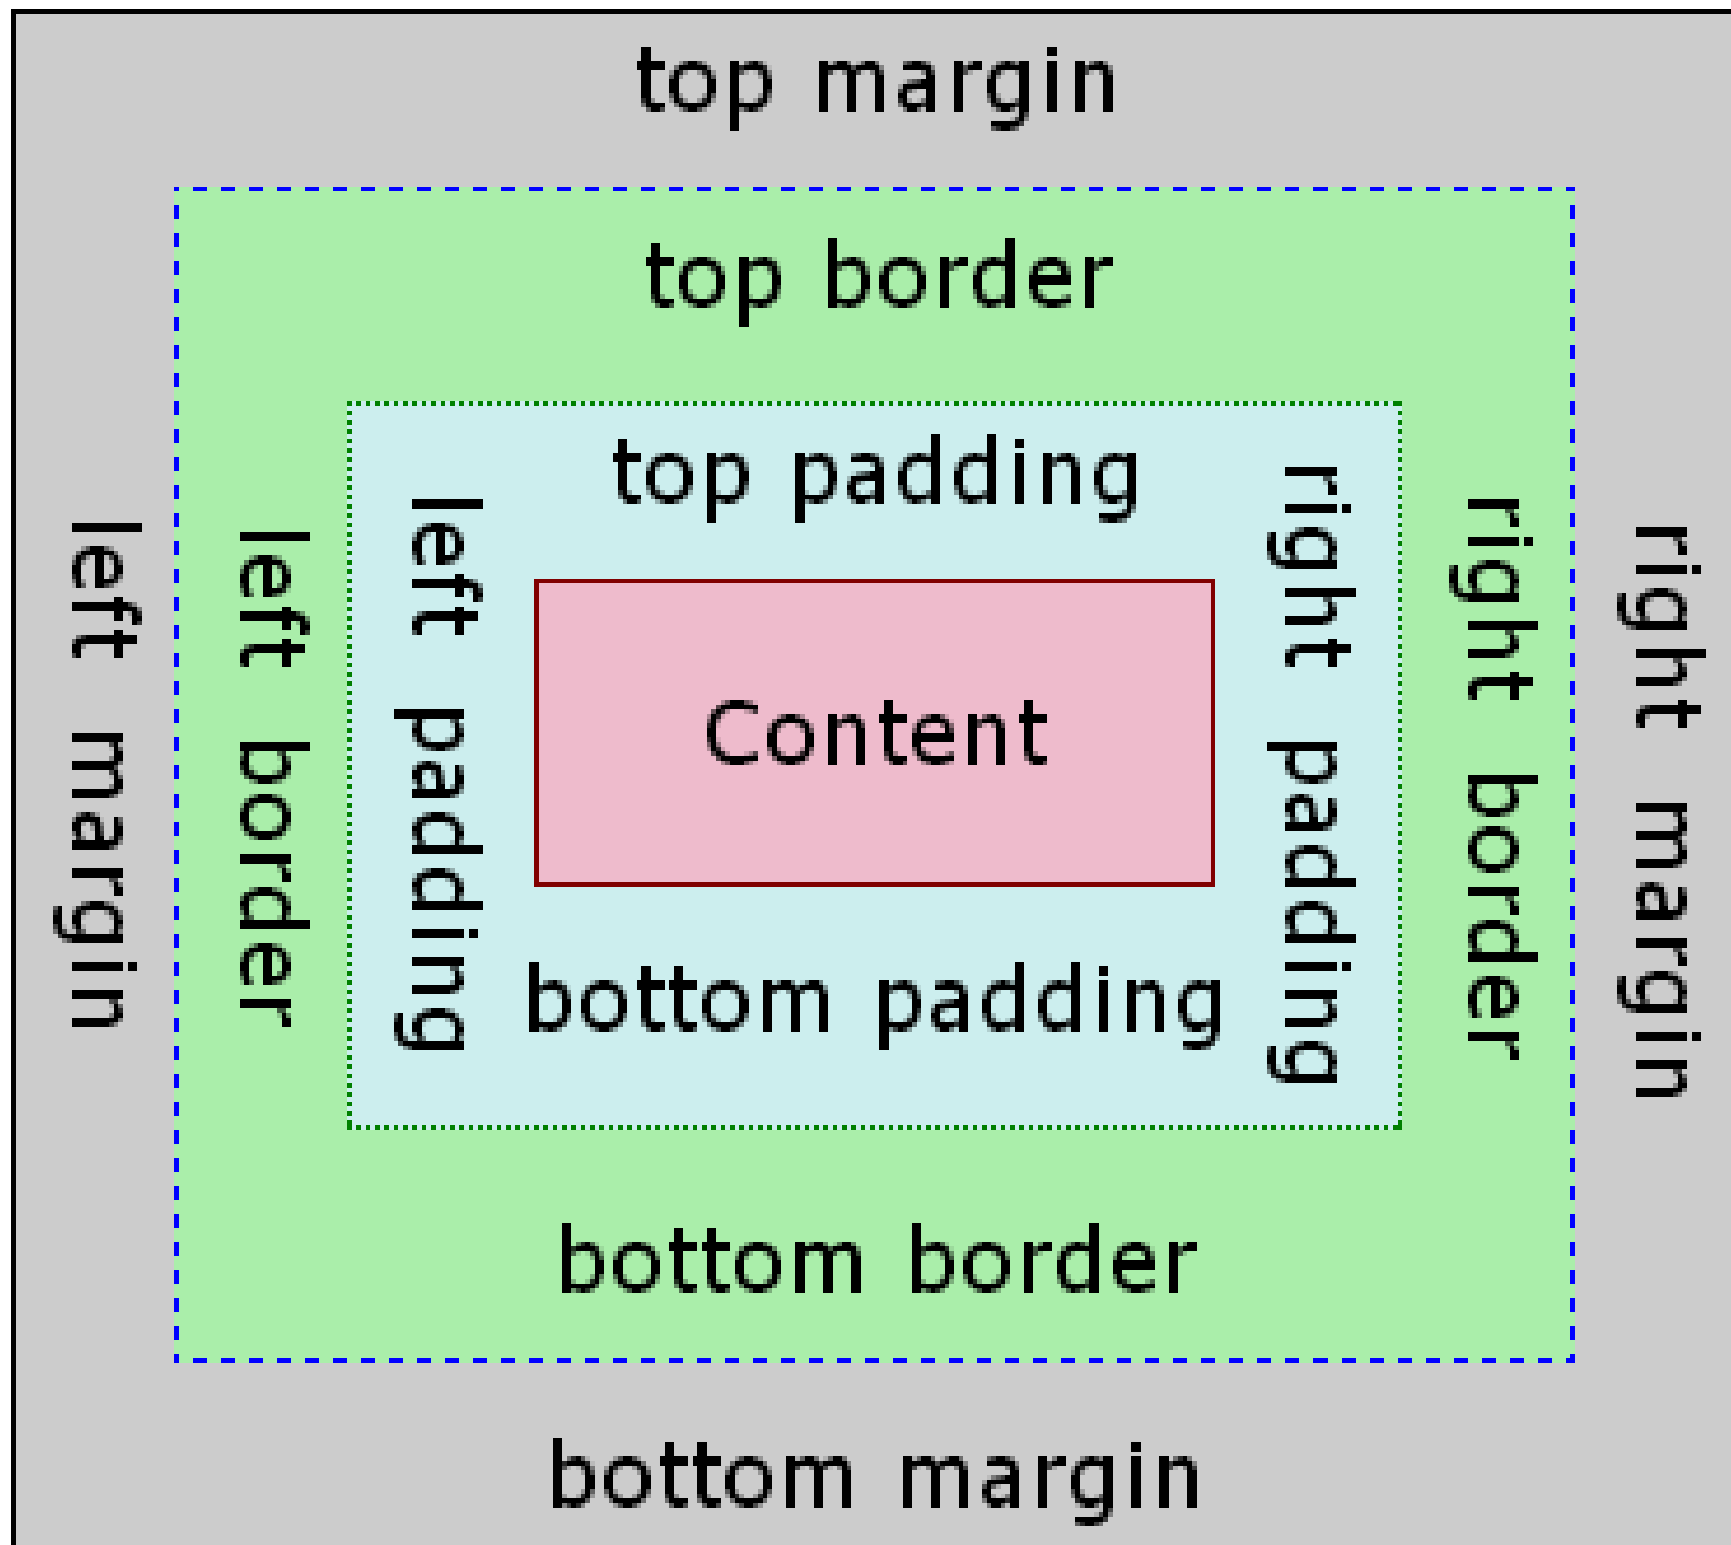 top margin
top border
top padding
left margin
left border
left padding
Content
right padding
right border
right margin
bottom padding
bottom border
bottom margin